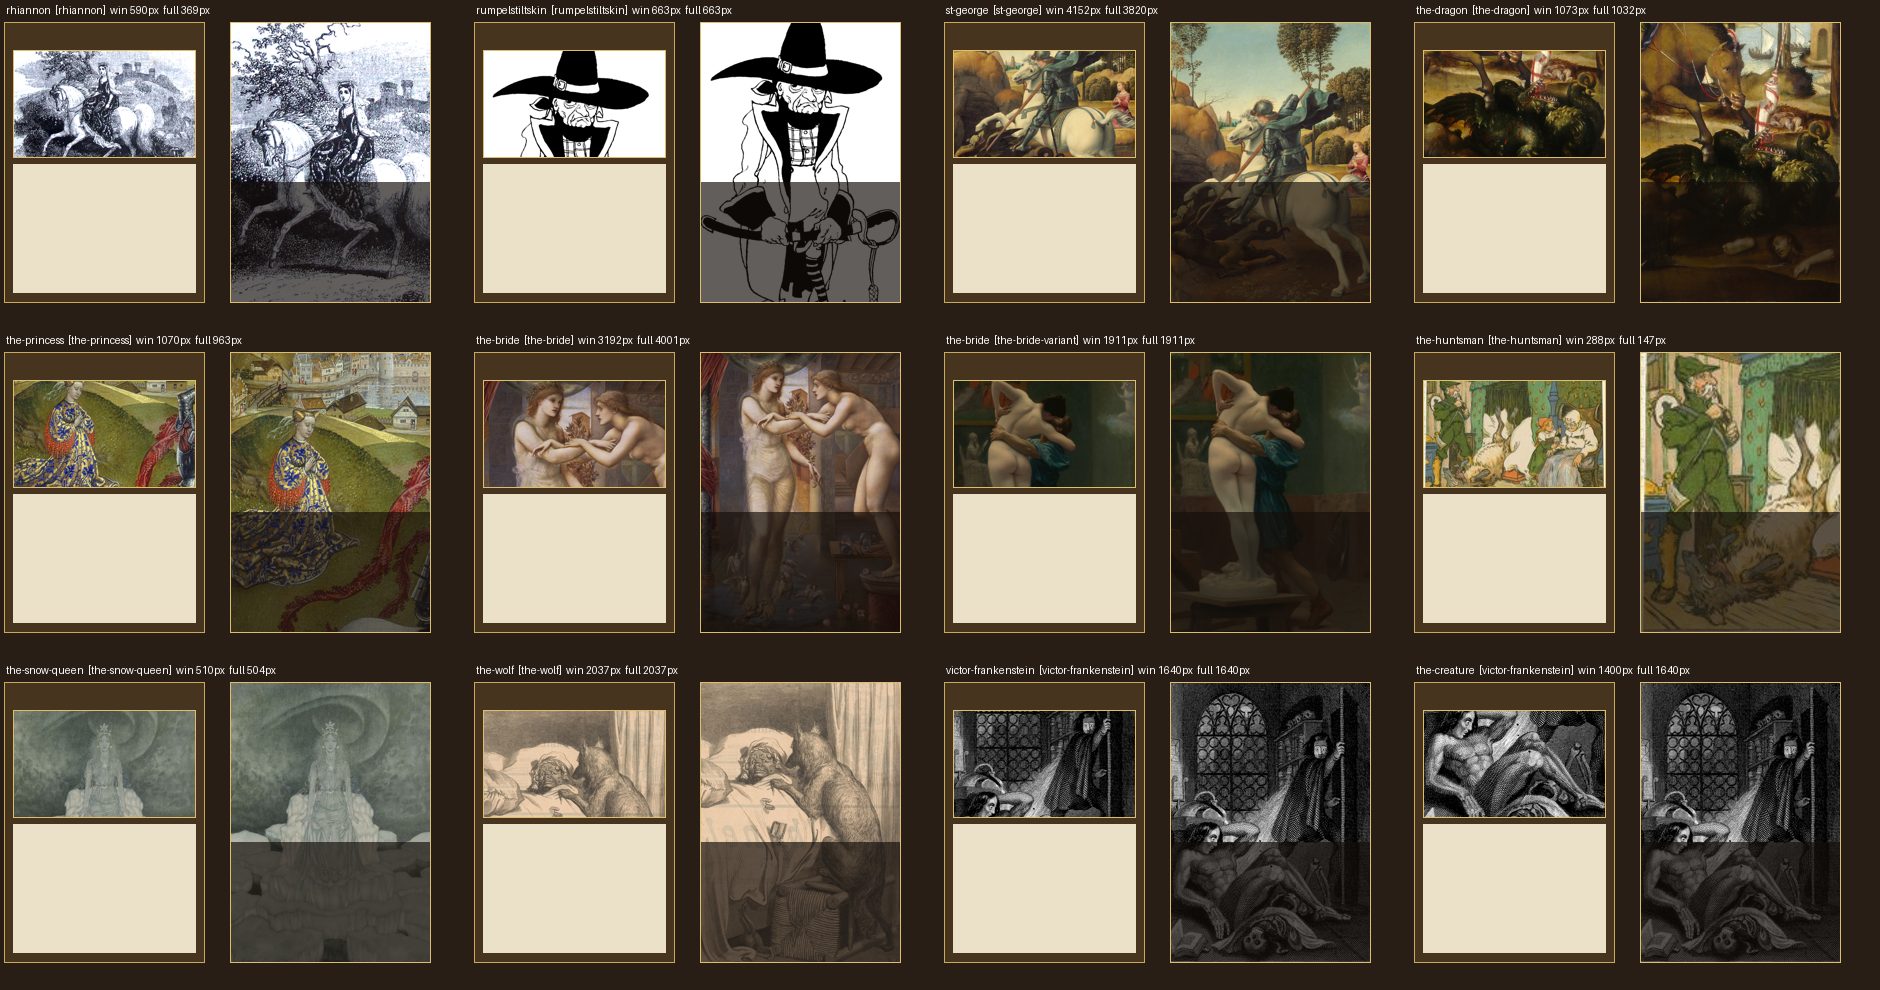 rhiannon [rhiannon] win 590px full 369px
rumpelstiltskin [rumpelstiltskin] win 663px full 663px
st-george [st-george] win 4152px full 3820px
the-dragon [the-dragon] win 1073px full 1032px
the-princess [the-princess] win 1070px full 963px
the-bride [the-bride] win 3192px full 4001px
the-bride [the-bride-variant] win 1911px full 1911px
the-huntsman [the-huntsman] win 288px full 147px
the-snow-queen [the-snow-queen] win 510px full 504px
the-wolf [the-wolf] win 2037px full 2037px
victor-frankenstein [victor-frankenstein] win 1640px full 1640px
the-creature [victor-frankenstein] win 1400px full 1640px